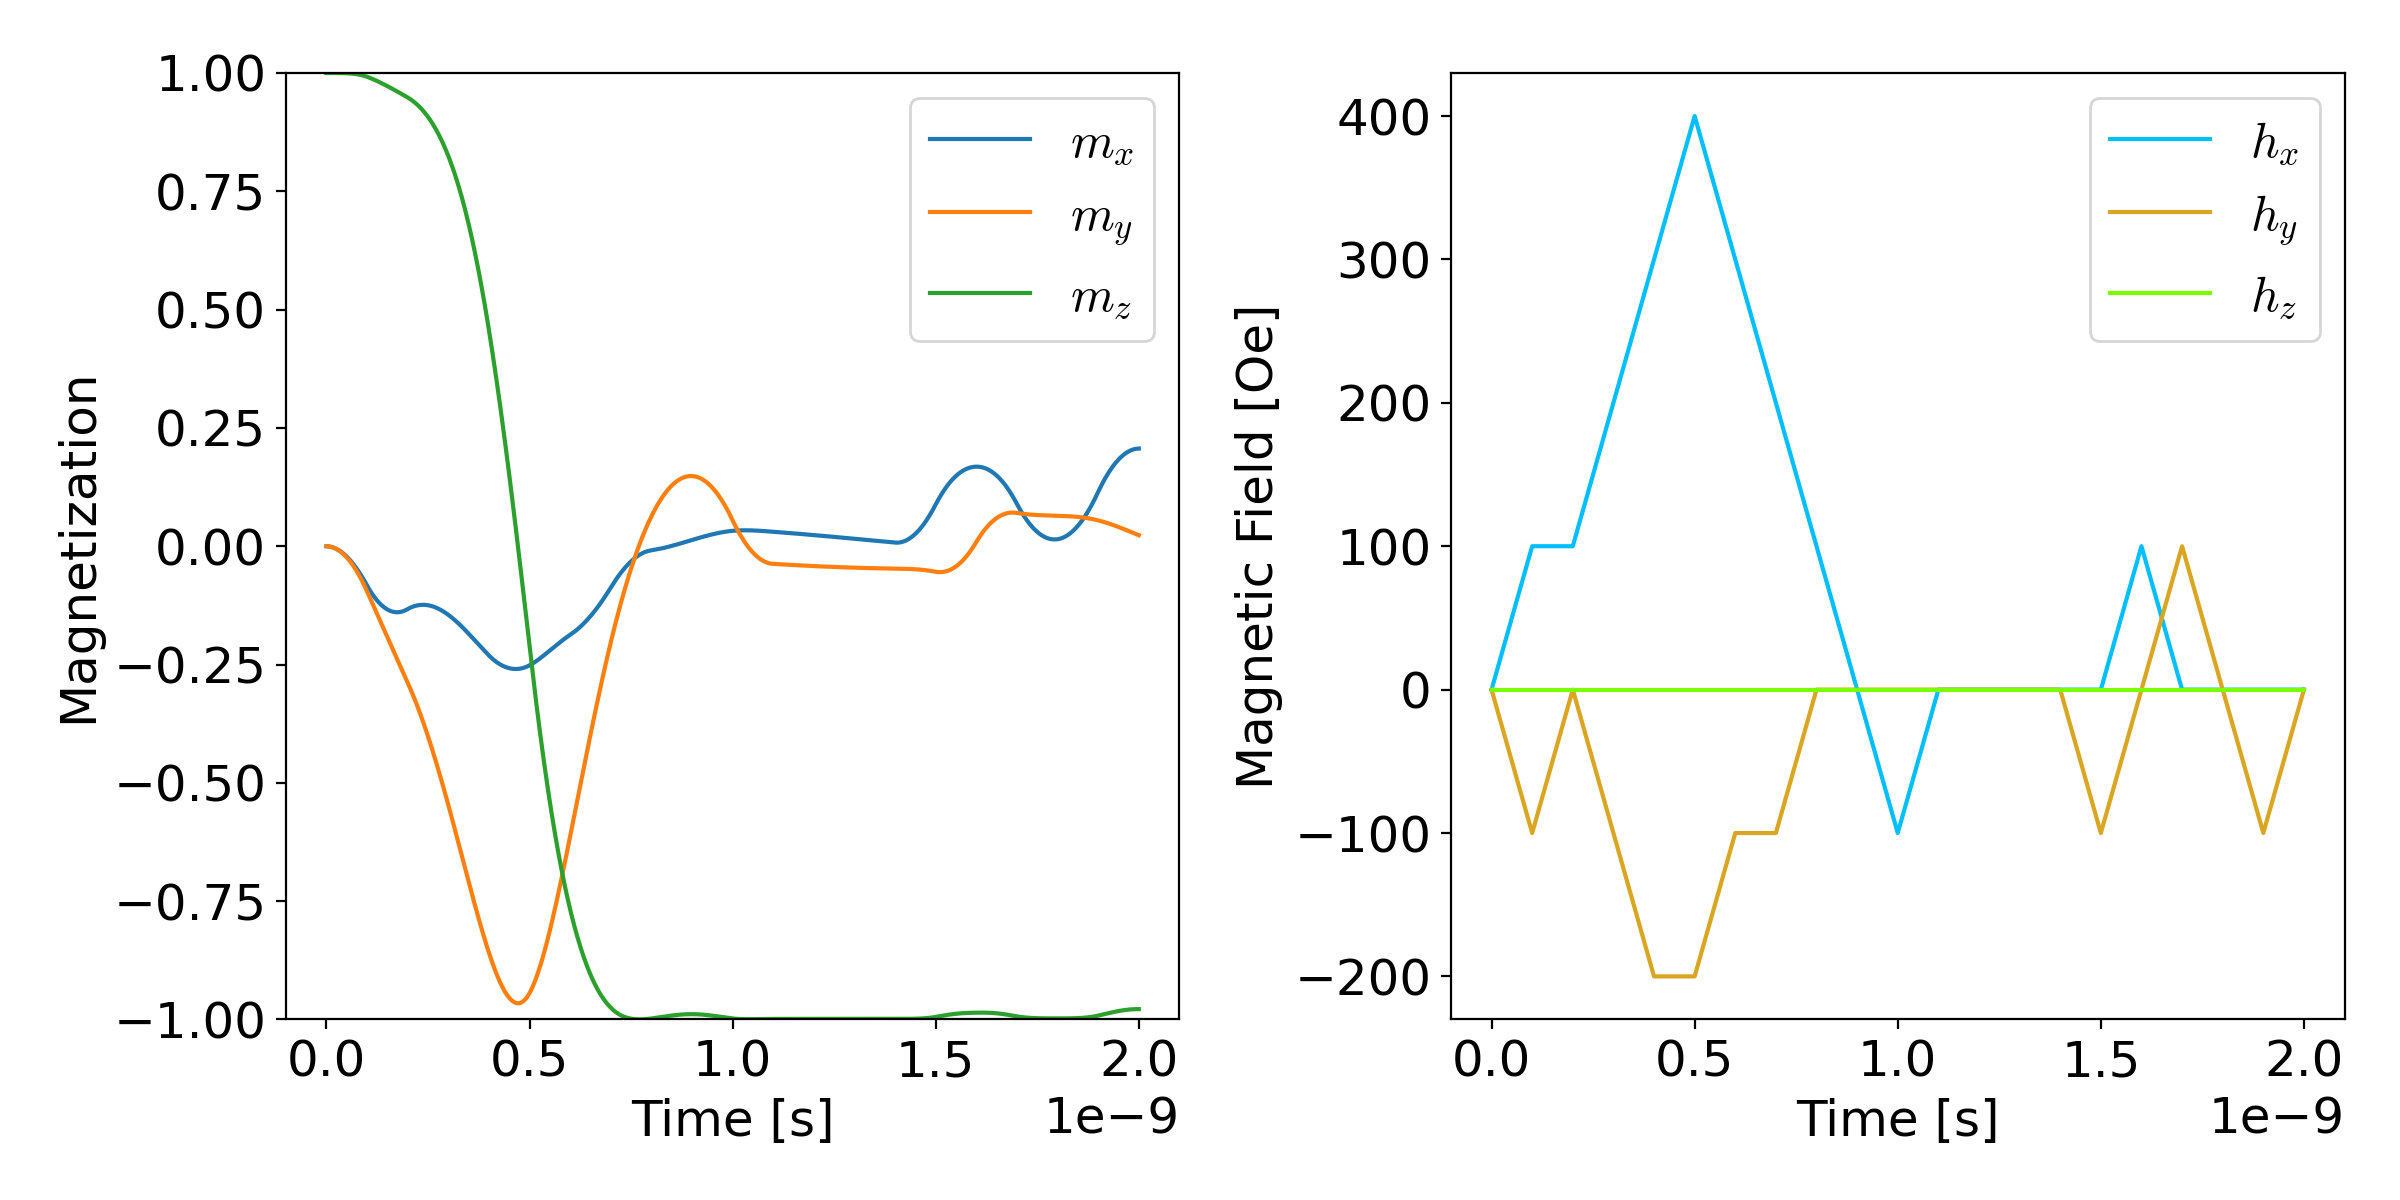 Magnetization
1.00
0.75
0.50
0.25
0.00
−0.25
−0.50
−0.75
−1.00
0.0 0.5 1.0 1.5 2.0
Time [s]
1e−9
m_x
m_y
m_z
Magnetic Field [Oe]
400
300
200
100
0
−100
−200
0.0 0.5 1.0 1.5 2.0
Time [s]
1e−9
h_x
h_y
h_z